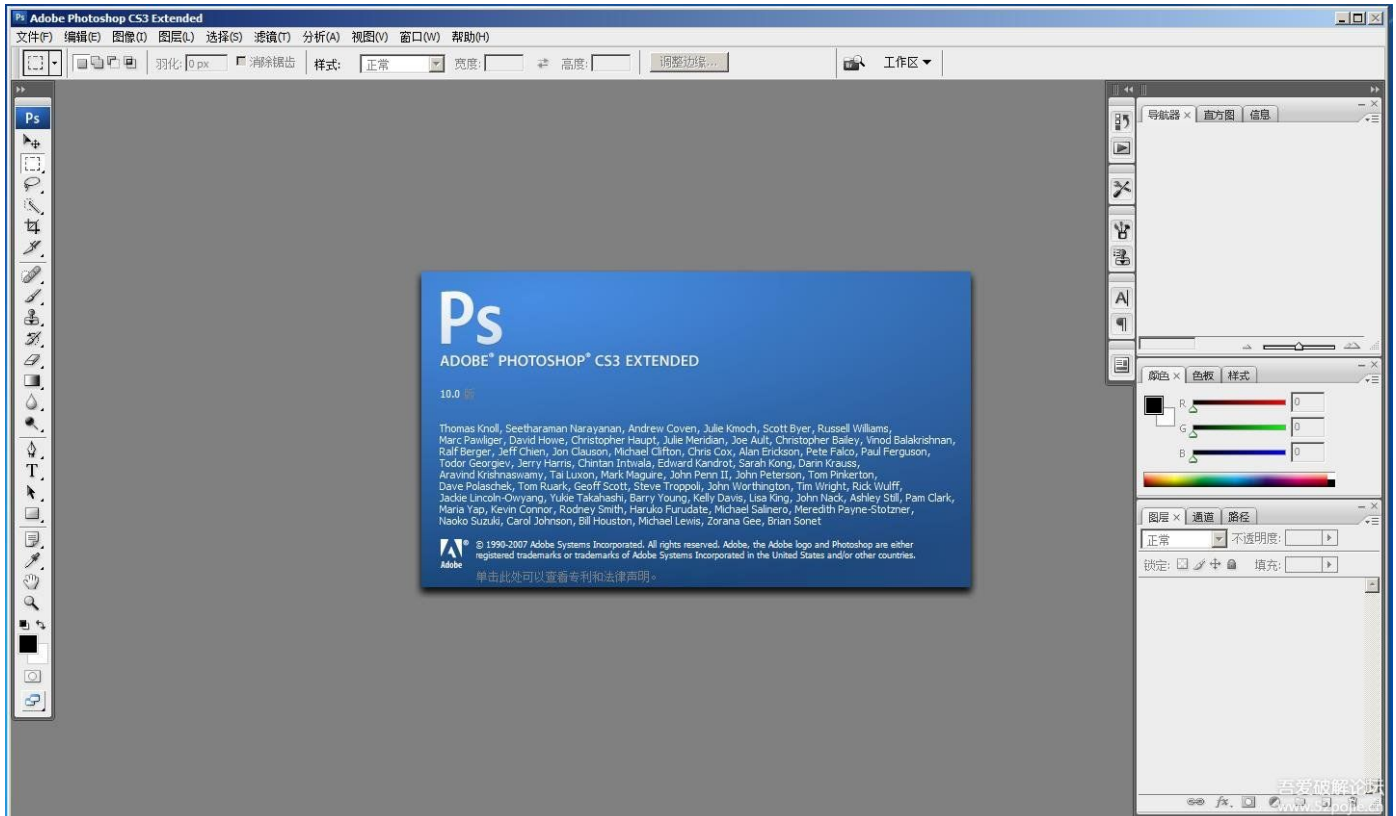 Ps Adobe Photoshop CS3 Extended
文件(F) 编辑(E) 图像(I) 图层(L) 选择(S) 滤镜(T) 分析(A) 视图(V) 窗口(W) 帮助(H)
羽化: 0 px 消除锯齿 样式: 正常 宽度: 高度: 调整边缘... 工作区
Ps
导航器 直方图 信息
Ps
ADOBE® PHOTOSHOP® CS3 EXTENDED
10.0 版
Thomas Knoll, Seetharaman Narayanan, Andrew Coven, Julie Kmoch, Scott Byer, Russell Williams,
Marc Pawliger, David Howe, Christopher Haupt, Julie Meridian, Joe Ault, Christopher Bailey, Vinod Balakrishnan,
Ralf Berger, Jeff Chien, Jon Clauson, Michael Clifton, Chris Cox, Alan Erickson, Pete Falco, Paul Ferguson,
Todor Georgiev, Jerry Harris, Chintan Intwala, Edward Kandrot, Sarah Kong, Darin Krauss,
Aravind Krishnaswamy, Tai Luxon, Mark Maguire, John Penn II, John Peterson, Tom Pinkerton,
Dave Polaschek, Tom Ruark, Geoff Scott, Steve Troppoli, John Worthington, Tim Wright, Rick Wulff,
Jackie Lincoln-Owyang, Yukie Takahashi, Barry Young, Kelly Davis, Lisa King, John Nack, Ashley Still, Pam Clark,
Maria Yap, Kevin Connor, Rodney Smith, Haruko Furudate, Michael Salinero, Meredith Payne-Stotzner,
Naoko Suzuki, Carol Johnson, Bill Houston, Michael Lewis, Zorana Gee, Brian Sonet
Adobe
© 1990-2007 Adobe Systems Incorporated. All rights reserved. Adobe, the Adobe logo and Photoshop are either
registered trademarks or trademarks of Adobe Systems Incorporated in the United States and/or other countries.
单击此处可以查看专利和法律声明。
颜色 色板 样式
R 0
G 0
B 0
图层 通道 路径
正常 不透明度:
锁定: 填充:
吾爱破解论坛
www.52pojie.cn